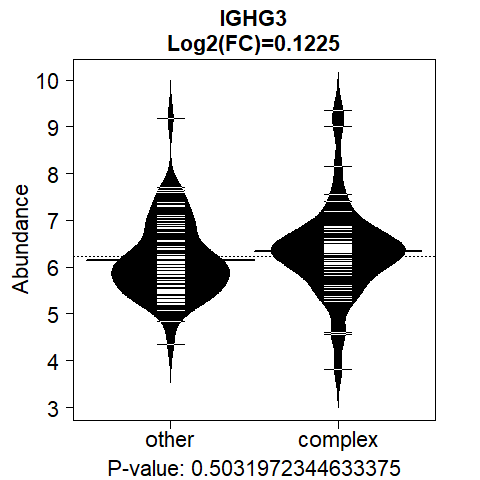 IGHG3
Log2(FC)=0.1225
10
9
8
7
6
5
4
3
Abundance
other complex
P-value: 0.5031972344633375